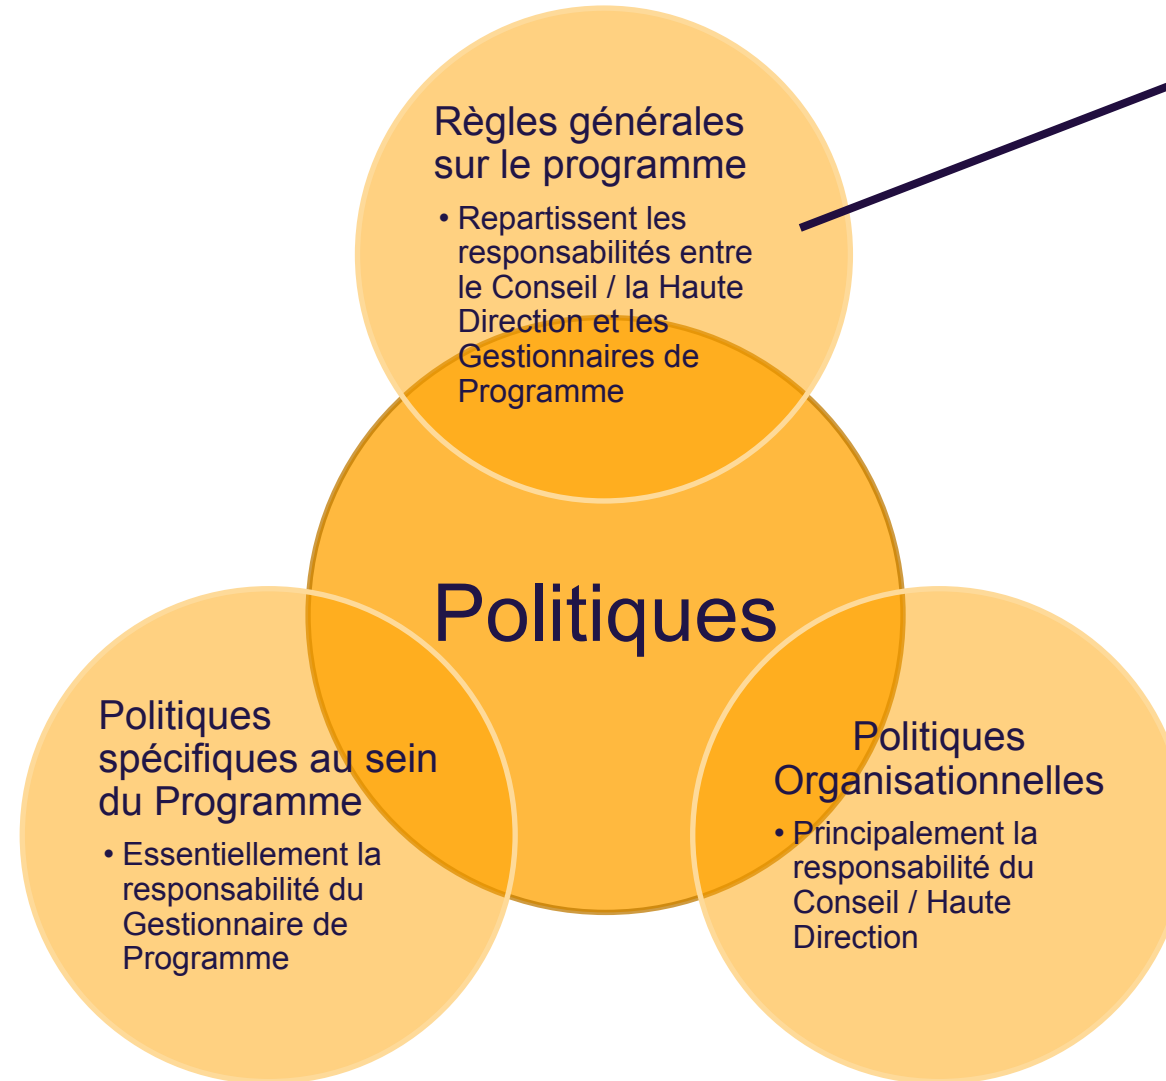 Règles générales
sur le programme
• Repartissent les
responsabilités entre
le Conseil / la Haute
Direction et les
Gestionnaires de
Programme
Politiques
Politiques
spécifiques au sein
du Programme
• Essentiellement la
responsabilité du
Gestionnaire de
Programme
Politiques
Organisationnelles
• Principalement la
responsabilité du
Conseil / Haute
Direction